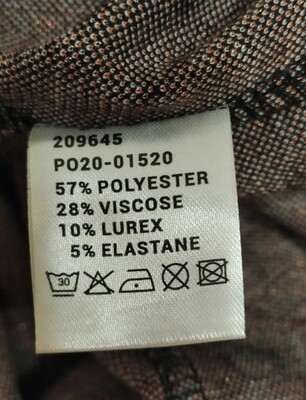 209645
PO20-01520
57% POLYESTER
28% VISCOSE
10% LUREX
5% ELASTANE
30